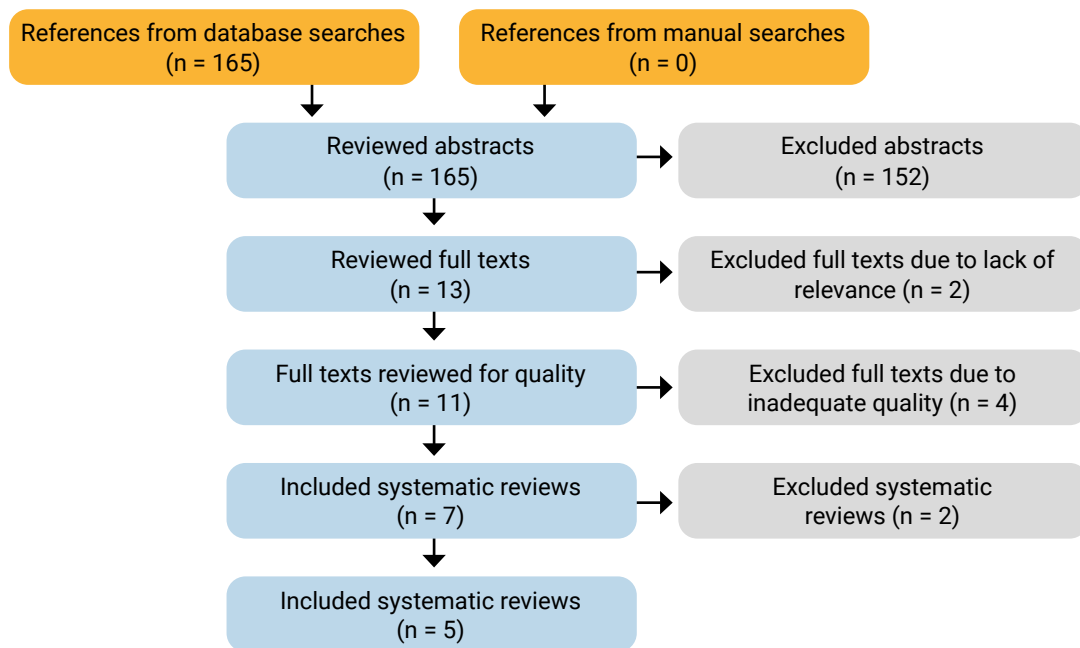 References from database searches
(n = 165)
References from manual searches
(n = 0)
Reviewed abstracts
(n = 165)
Excluded abstracts
(n = 152)
Reviewed full texts
(n = 13)
Excluded full texts due to lack of
relevance (n = 2)
Full texts reviewed for quality
(n = 11)
Excluded full texts due to
inadequate quality (n = 4)
Included systematic reviews
(n = 7)
Excluded systematic
reviews (n = 2)
Included systematic reviews
(n = 5)